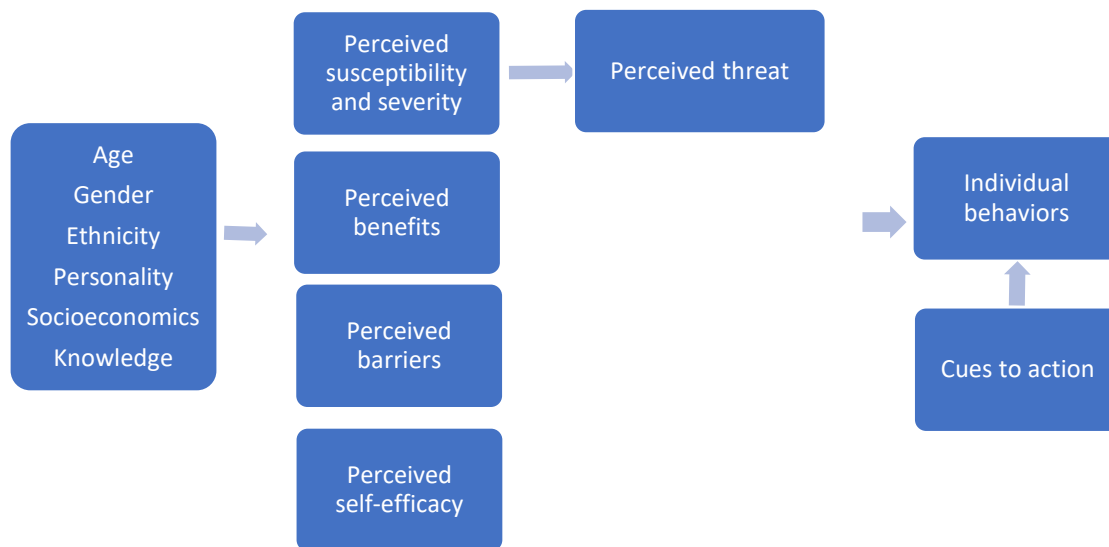 Age
Gender
Ethnicity
Personality
Socioeconomics
Knowledge
Perceived
susceptibility
and severity
Perceived
benefits
Perceived
barriers
Perceived
self-efficacy
Perceived threat
Individual
behaviors
Cues to action